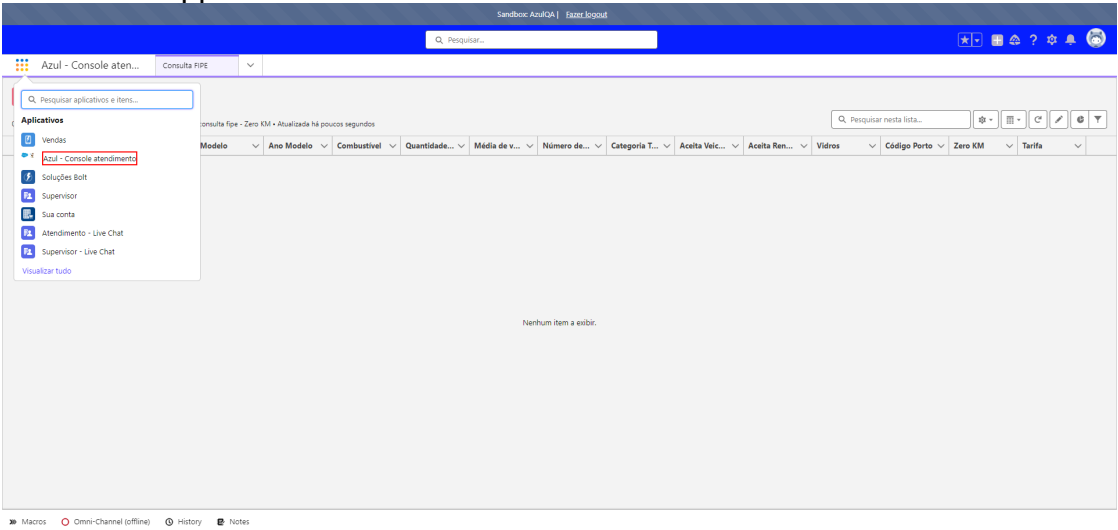 Sandbox: AzulQA | Fazer logout
Pesquisar...
Azul - Console aten...
Consulta FIPE
Pesquisar aplicativos e itens...
Aplicativos
Vendas
Azul - Console atendimento
Soluções Bolt
Supervisor
Sua conta
Atendimento - Live Chat
Supervisor - Live Chat
Visualizar tudo
consulta fipe - Zero KM • Atualizada há poucos segundos
Pesquisar nesta lista...
Modelo Ano Modelo Combustível Quantidade... Média de v... Número de... Categoria T... Aceita Veíc... Aceita Ren... Vidros Código Porto Zero KM Tarifa
Nenhum item a exibir.
Macros Omni-Channel (offline) History Notes